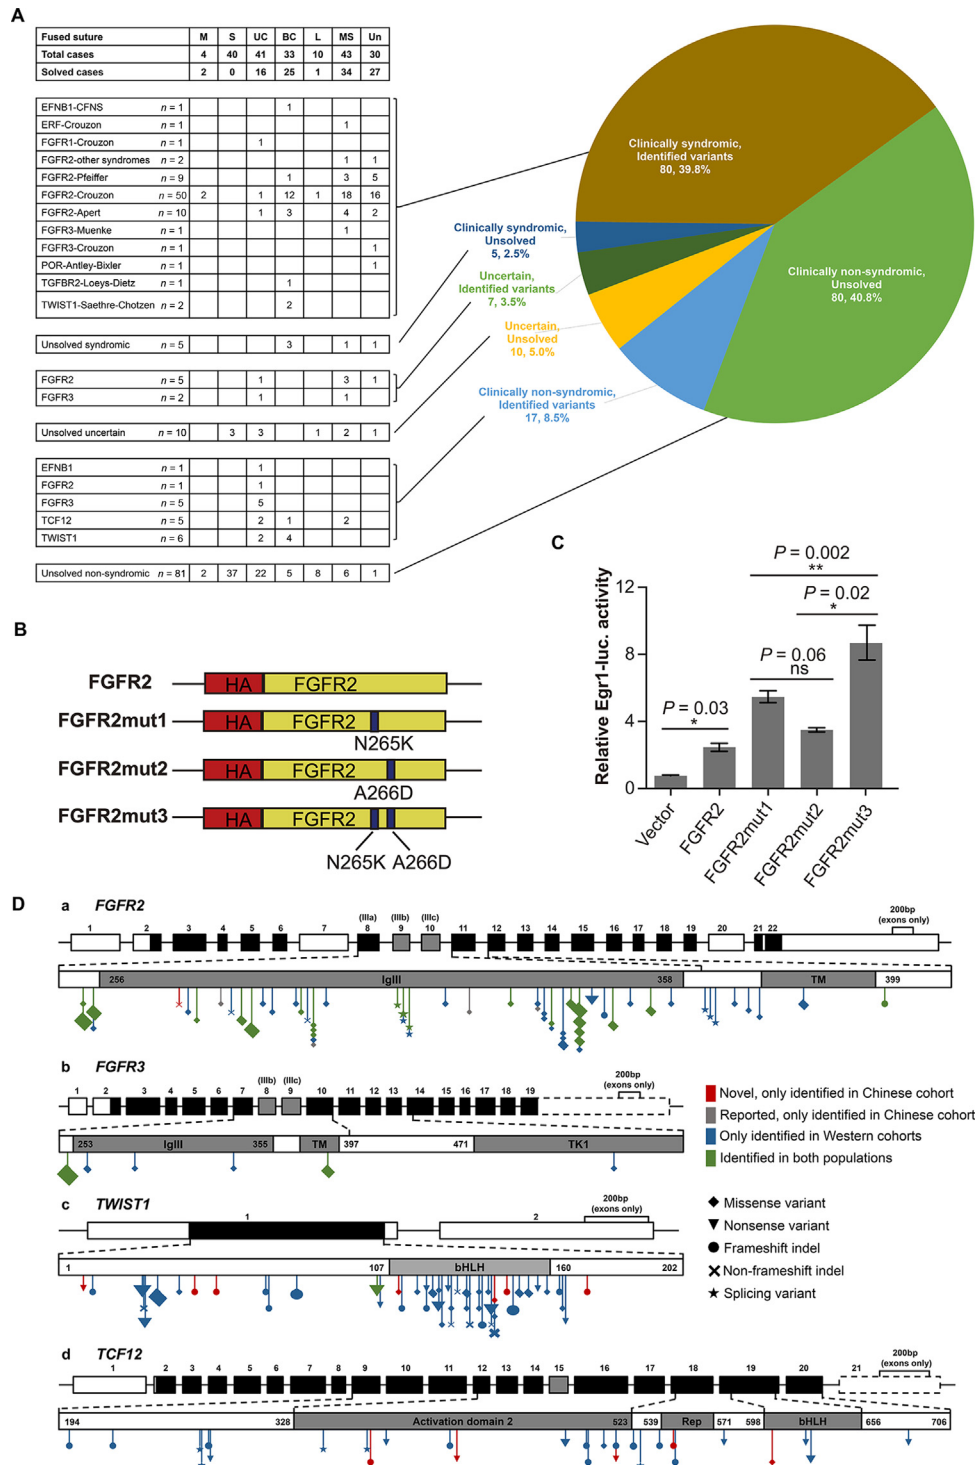 A
Fused suture M S UC BC L MS Un
Total cases 4 40 41 33 10 43 30
Solved cases 2 0 16 25 1 34 27
EFNB1-CFNS n = 1 1
ERF-Crouzon n = 1 1
FGFR1-Crouzon n = 1 1
FGFR2-other syndromes n = 2 1 1
FGFR2-Pfeiffer n = 9 1 3 5
FGFR2-Crouzon n = 50 2 1 12 1 18 16
FGFR2-Apert n = 10 1 3 4 2
FGFR3-Muenke n = 1 1
FGFR3-Crouzon n = 1 1
POR-Antley-Bixler n = 1 1
TGFBR2-Loeys-Dietz n = 1 1
TWIST1-Saethre-Chotzen n = 2 2
Unsolved syndromic n = 5 3 1 1
FGFR2 n = 5 1 3 1
FGFR3 n = 2 1 1
Unsolved uncertain n = 10 3 3 1 2 1
EFNB1 n = 1 1
FGFR2 n = 1 1
FGFR3 n = 5 5
TCF12 n = 5 2 1 2
TWIST1 n = 6 2 4
Unsolved non-syndromic n = 81 2 37 22 5 8 6 1
Clinically syndromic,
Identified variants
80, 39.8%
Clinically syndromic,
Unsolved
5, 2.5%
Uncertain,
Identified variants
7, 3.5%
Uncertain,
Unsolved
10, 5.0%
Clinically non-syndromic,
Identified variants
17, 8.5%
Clinically non-syndromic,
Unsolved
80, 40.8%
B
FGFR2 HA FGFR2
FGFR2mut1 HA FGFR2
N265K
FGFR2mut2 HA FGFR2
A266D
FGFR2mut3 HA FGFR2
N265K A266D
C
Relative Egr1-luc. activity
12
8
4
0
P = 0.002
**
P = 0.02
*
P = 0.06
ns
P = 0.03
*
Vector
FGFR2
FGFR2mut1
FGFR2mut2
FGFR2mut3
D
a FGFR2
(IIIa) (IIIb) (IIIc)
200bp
(exons only)
1 2 3 4 5 6 7 8 9 10 11 12 13 14 15 16 17 18 19 20 21 22
256 IgIII 358 TM 399
b FGFR3
(IIIb) (IIIc)
200bp
(exons only)
1 2 3 4 5 6 7 8 9 10 11 12 13 14 15 16 17 18 19
253 IgIII 355 TM 397 471 TK1
c TWIST1
200bp
(exons only)
1 2
1 107 bHLH 160 202
d TCF12
200bp
(exons only)
1 2 3 4 5 6 7 8 9 10 11 12 13 14 15 16 17 18 19 20 21
194 328 Activation domain 2 523 539 Rep 571 598 bHLH 656 706
Novel, only identified in Chinese cohort
Reported, only identified in Chinese cohort
Only identified in Western cohorts
Identified in both populations
Missense variant
Nonsense variant
Frameshift indel
Non-frameshift indel
Splicing variant